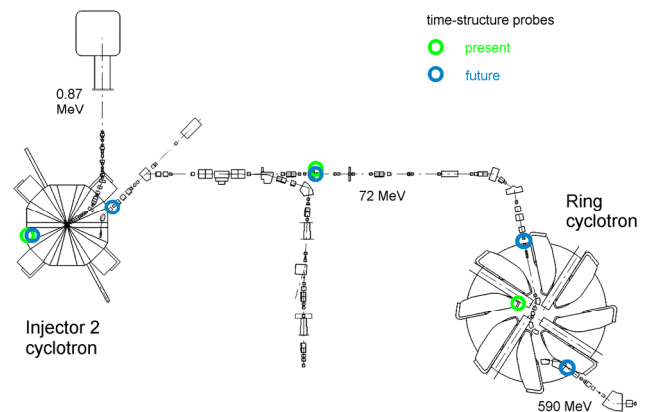 time-structure probes
present
future
0.87
MeV
72 MeV
Ring
cyclotron
Injector 2
cyclotron
590 MeV